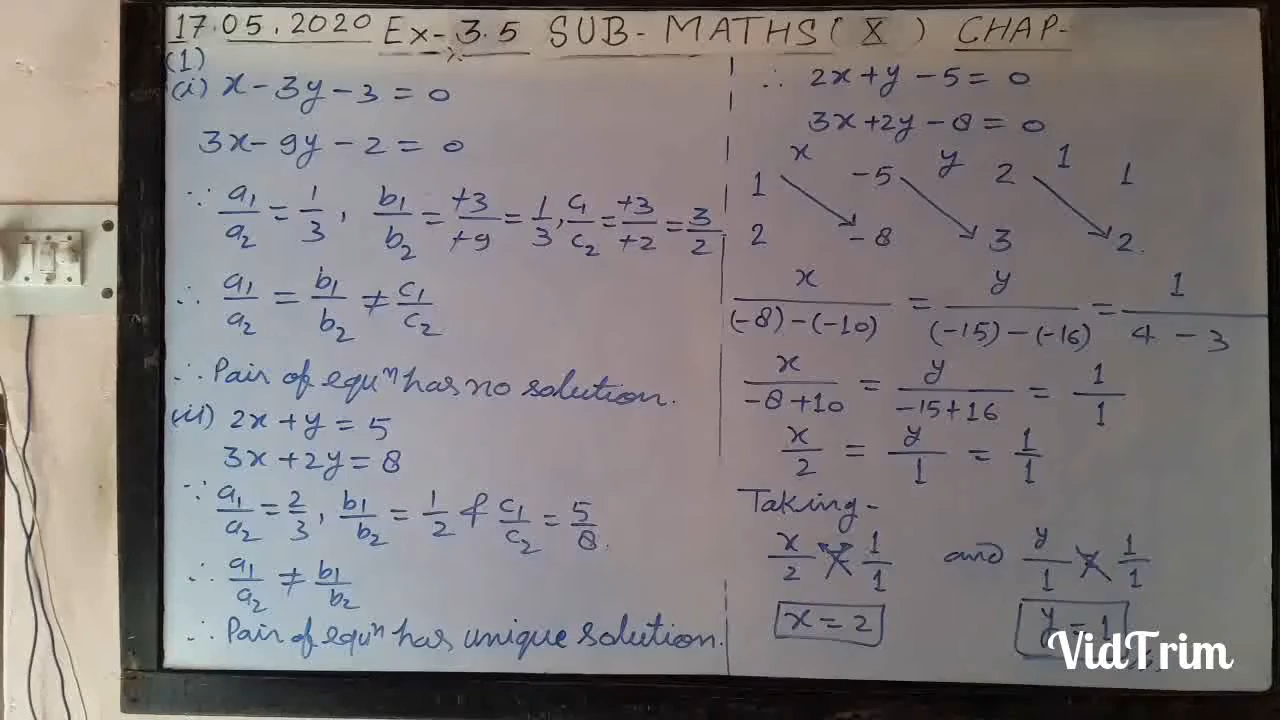 17.05.2020 Ex-3.5 SUB-MATHS(X) CHAP-
(1)
(i) x - 3y - 3 = 0
3x - 9y - 2 = 0
∵ a₁/a₂ = 1/3, b₁/b₂ = +3/+9 = 1/3, c₁/c₂ = +3/+2 = 3/2
∴ a₁/a₂ = b₁/b₂ ≠ c₁/c₂
∴ Pair of equⁿ has no solution.
(ii) 2x + y = 5
3x + 2y = 8
∵ a₁/a₂ = 2/3, b₁/b₂ = 1/2 & c₁/c₂ = 5/8.
∴ a₁/a₂ ≠ b₁/b₂
∴ Pair of equⁿ has unique solution.
∴ 2x + y - 5 = 0
3x + 2y - 8 = 0
x y 1
1 -5 2 1
2 -8 3 2
x/((-8)-(-10)) = y/((-15)-(-16)) = 1/(4 - 3)
x/(-8+10) = y/(-15+16) = 1/1
x/2 = y/1 = 1/1
Taking-
x/2 = 1/1 and y/1 = 1/1
x = 2 y = 1
VidTrim